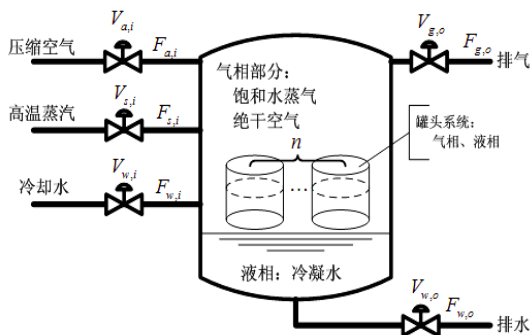 V_{a,i}
压缩空气
F_{a,i}
V_{g,o}
F_{g,o}
排气
气相部分：
饱和水蒸气
绝干空气
V_{s,i}
高温蒸汽
F_{s,i}
罐头系统：
气相、液相
n
V_{w,i}
冷却水
F_{w,i}
...
液相：冷凝水
V_{w,o}
F_{w,o}
排水